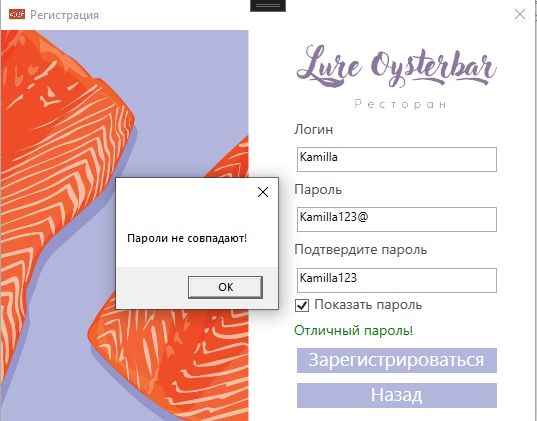 Регистрация
Lure Oysterbar
Ресторан
Логин
Kamilla
Пароль
Kamilla123@
Подтвердите пароль
Kamilla123
Показать пароль
Отличный пароль!
Зарегистрироваться
Назад
Пароли не совпадают!
OK